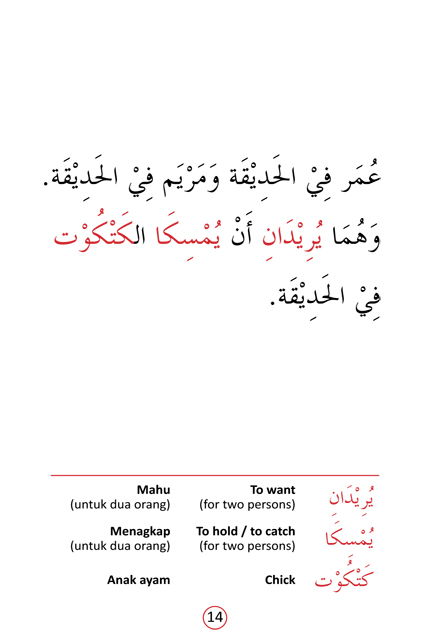 عُمَر فِيْ الحَدِيْقَة وَمَرْيَم فِيْ الحَدِيْقَة.
وَهُمَا يُرِيْدَانِ أَنْ يُمْسِكَا الكَتْكُوْت
فِيْ الحَدِيْقَة.
Mahu To want يُرِيْدَانِ
(untuk dua orang) (for two persons)
Menagkap To hold / to catch يُمْسِكَا
(untuk dua orang) (for two persons)
Anak ayam Chick كَتْكُوْت
14